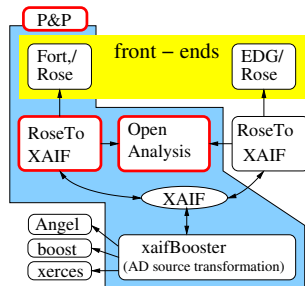 P&P
Fort,/
Rose
front – ends
EDG/
Rose
RoseTo
XAIF
Open
Analysis
RoseTo
XAIF
XAIF
Angel
boost
xerces
xaifBooster
(AD source transformation)